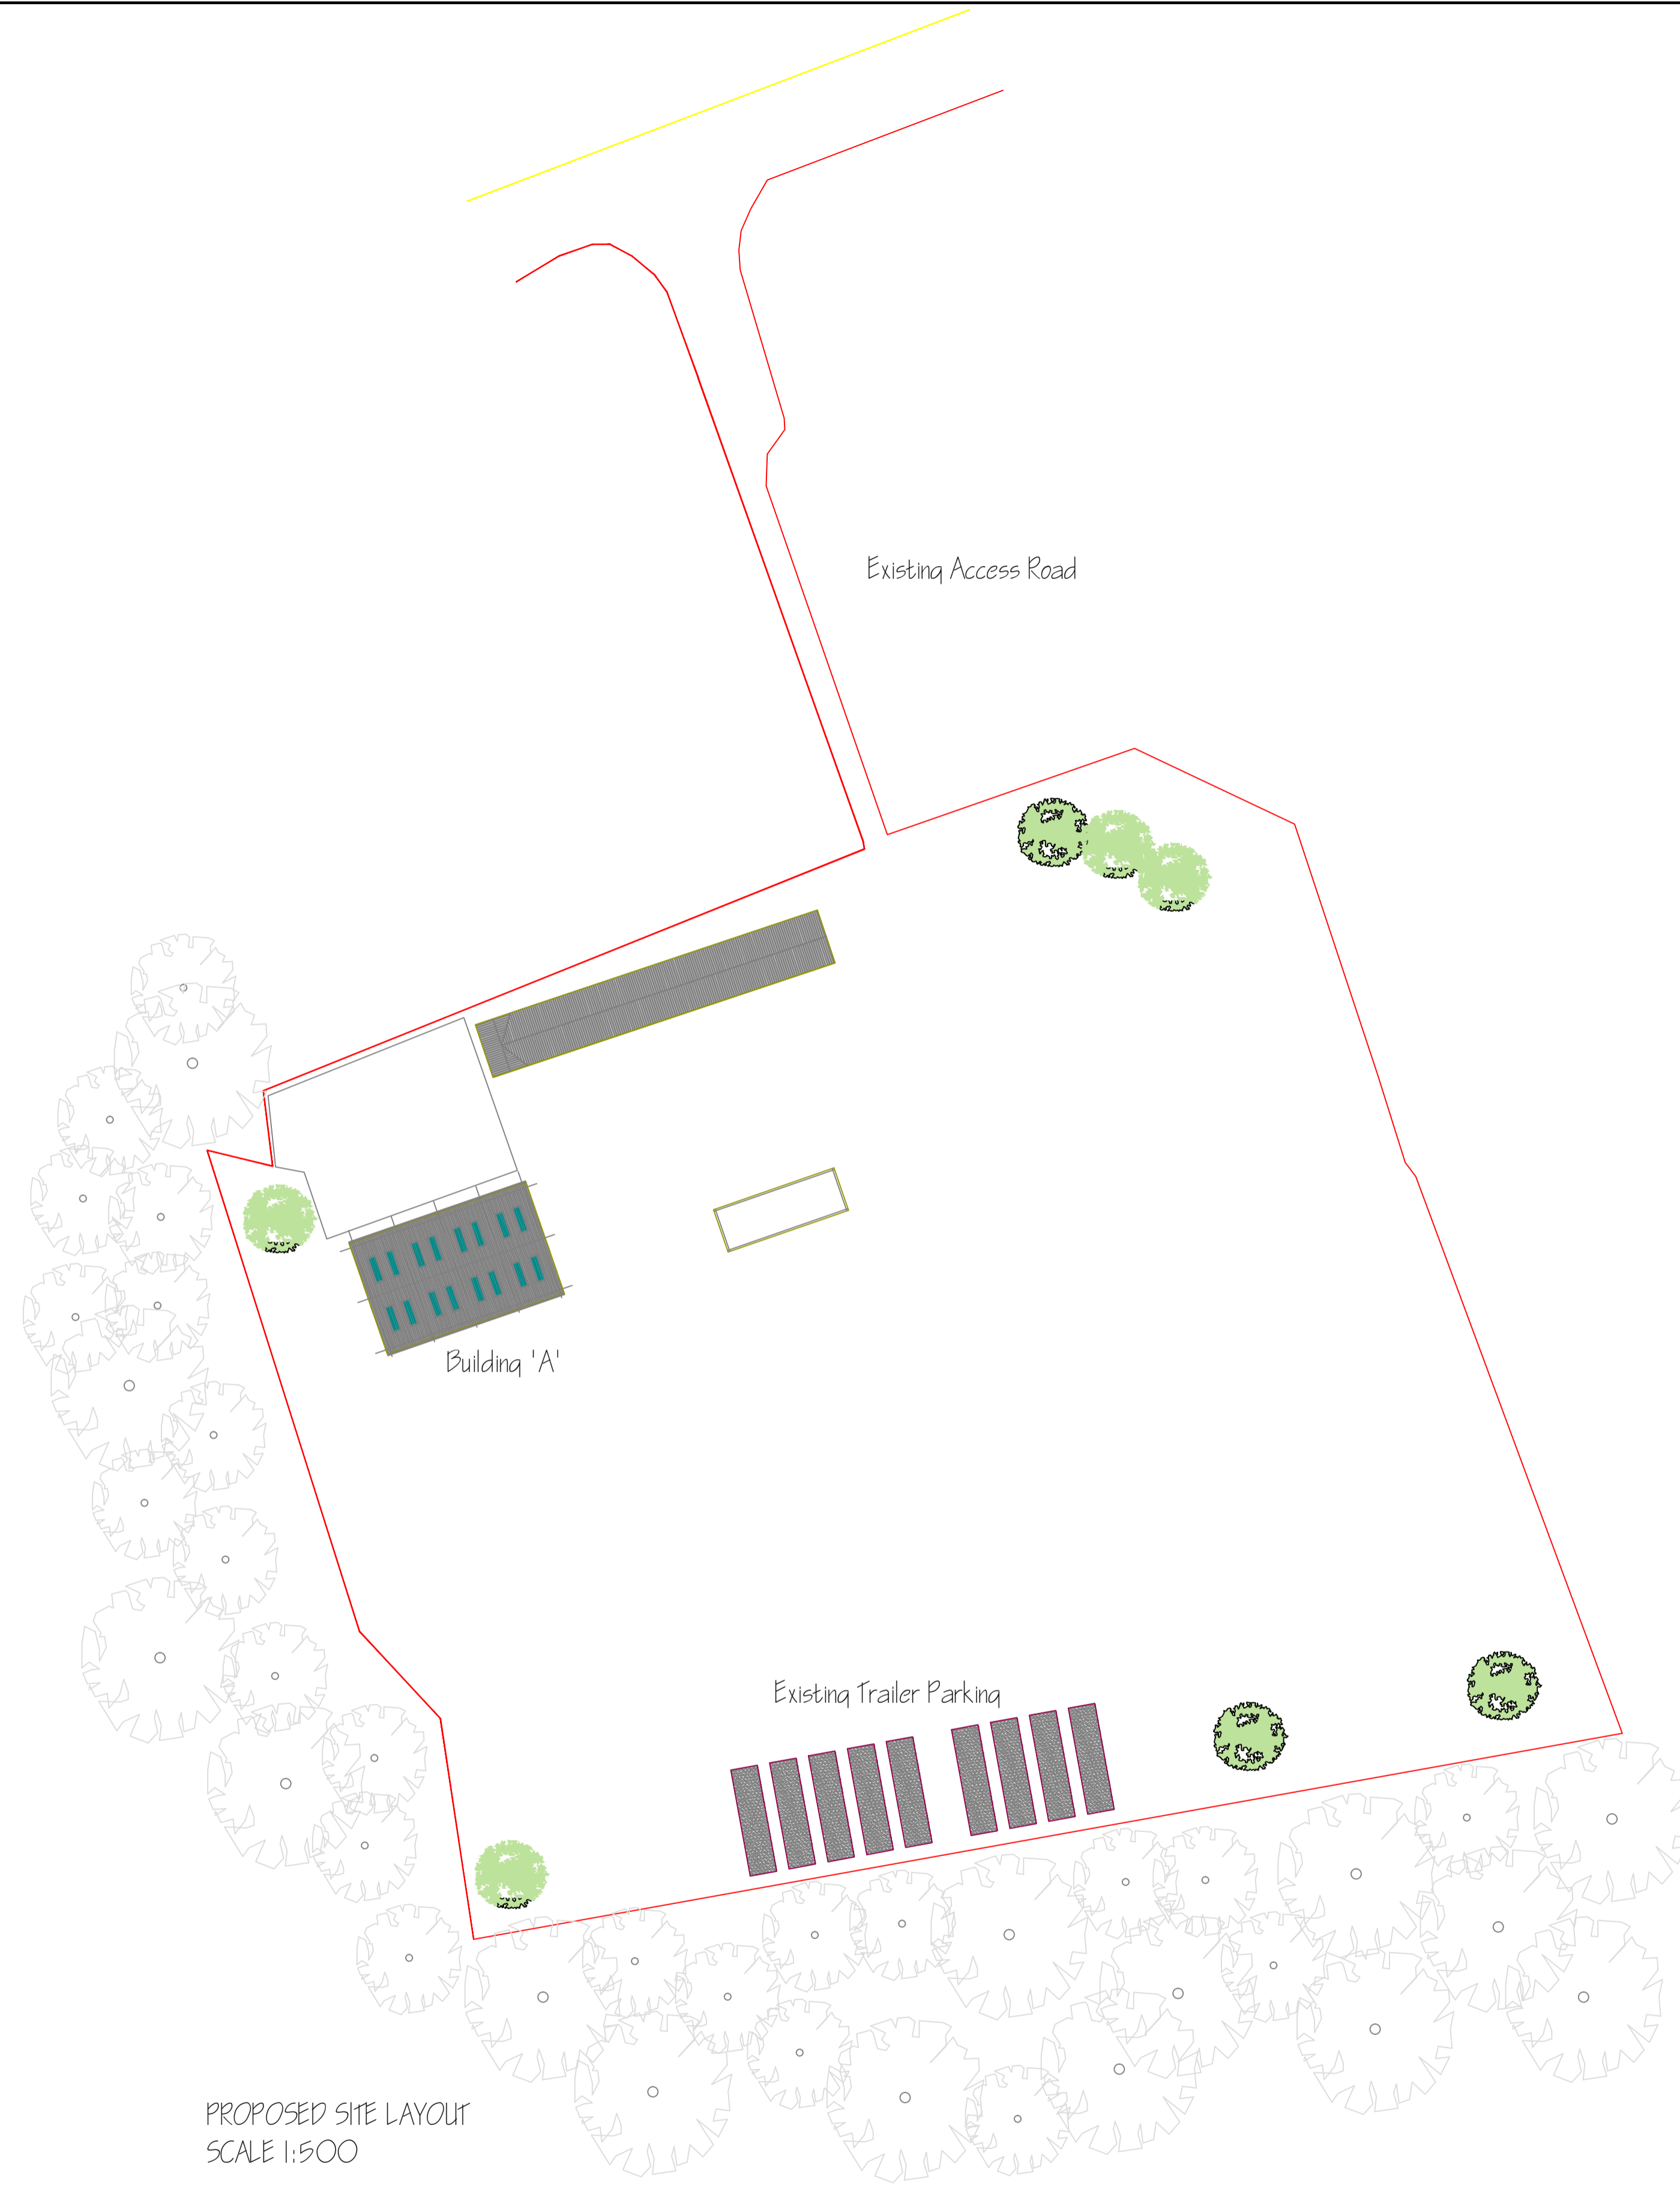 Existing Access Road
Building 'A'
Existing Trailer Parking
PROPOSED SITE LAYOUT
SCALE 1:500